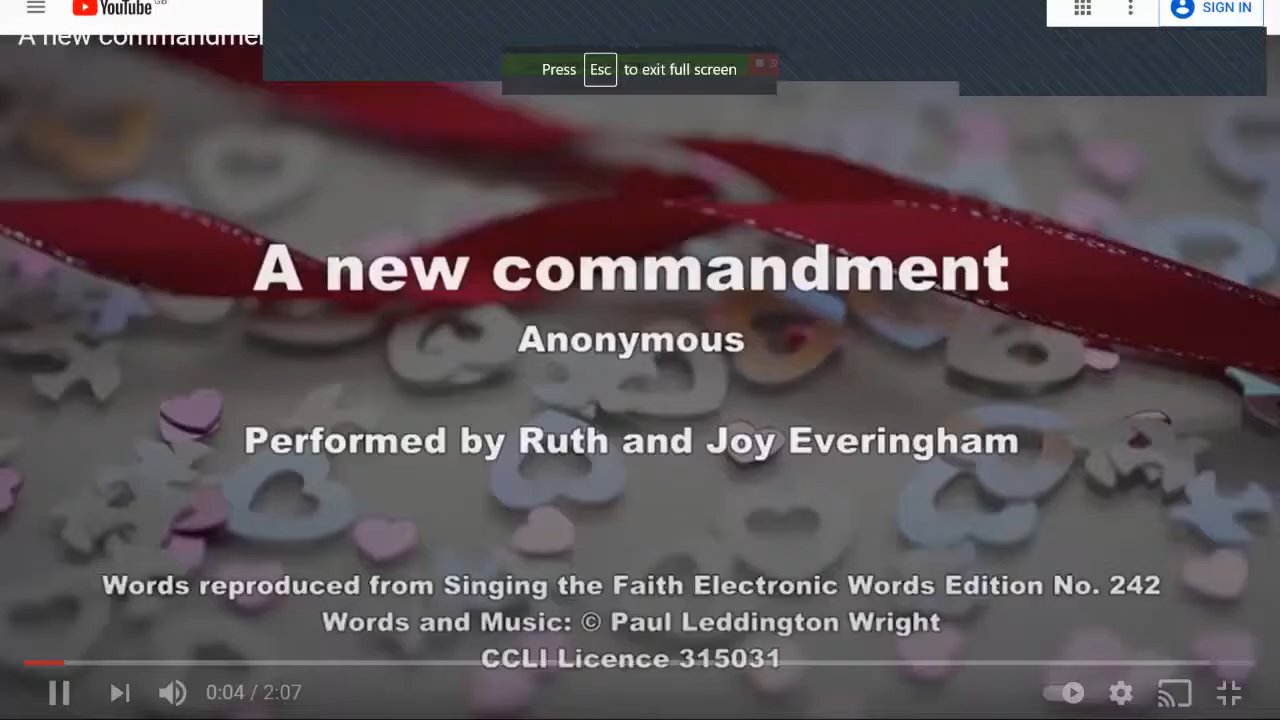 YouTube GB
SIGN IN
A new commandmen
Press Esc to exit full screen
A new commandment
Anonymous
Performed by Ruth and Joy Everingham
Words reproduced from Singing the Faith Electronic Words Edition No. 242
Words and Music: © Paul Leddington Wright
CCLI Licence 315031
0:04 / 2:07